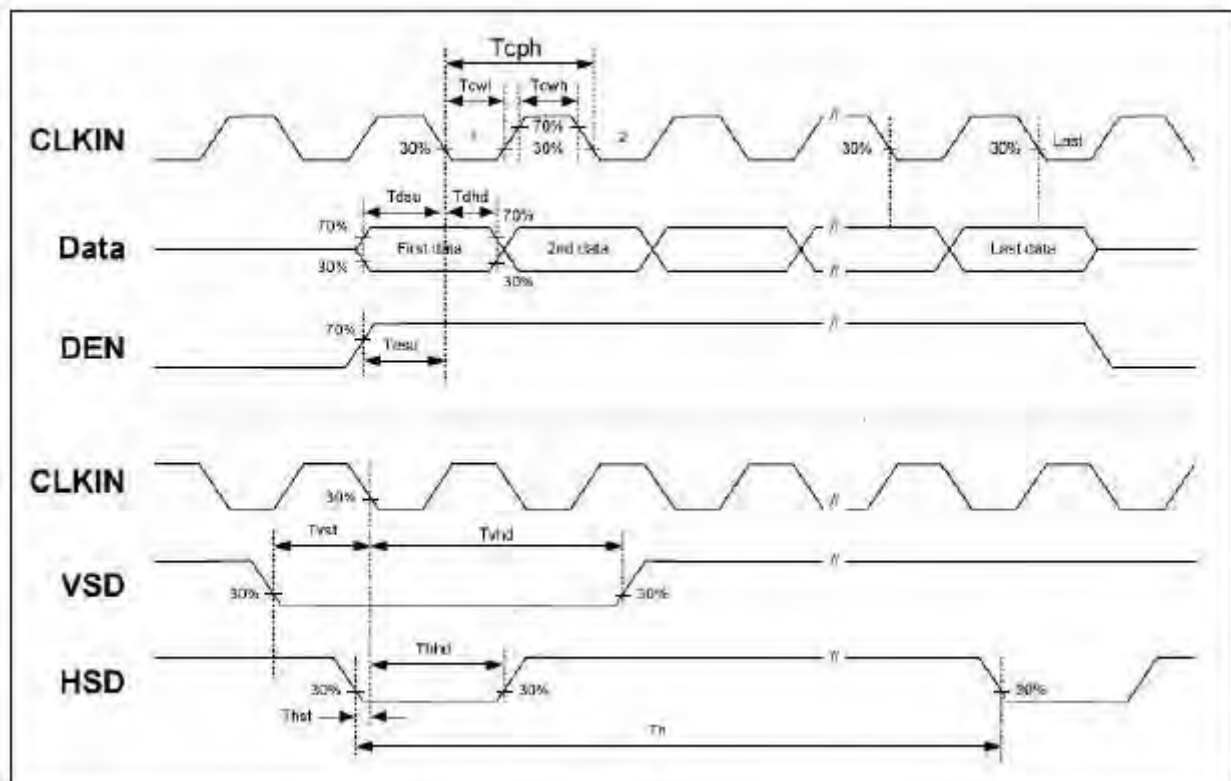 Tcph
Tcwl Tcwh
CLKIN 30% 1 70% 30% 2 30% 30% Last
Tdsu Tdhd
70% 70%
Data First data 2nd data // Last data
30% 30%
70% //
DEN Tesu
CLKIN 30% //
Tvst Tvhd
VSD 30% 30% //
Thhd
HSD 30% 30% // 30%
Thst
Th